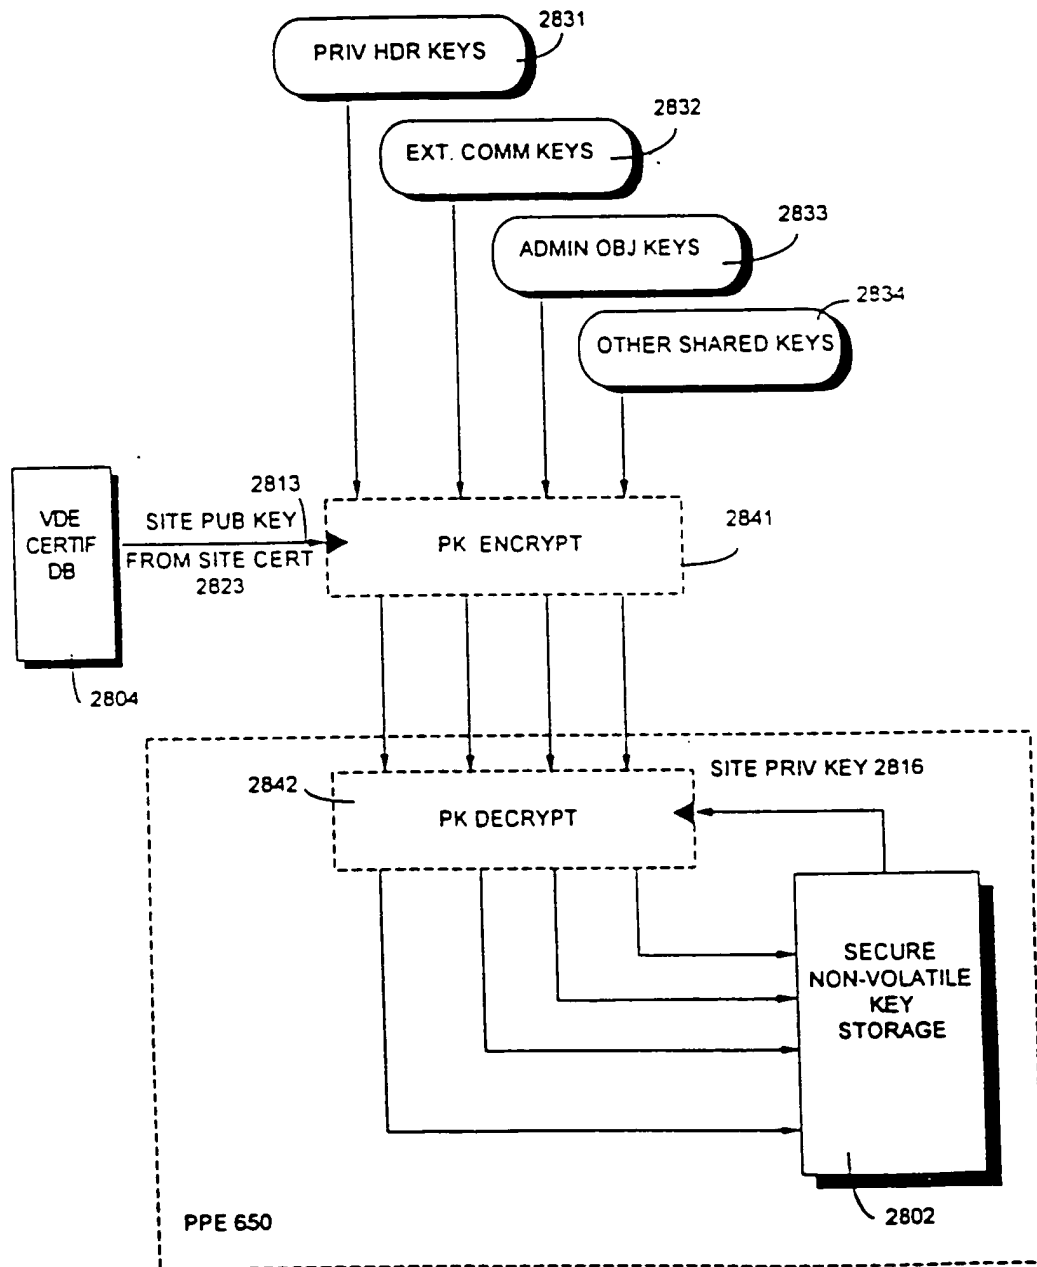 2831
PRIV HDR KEYS
2832
EXT. COMM KEYS
2833
ADMIN OBJ KEYS
2834
OTHER SHARED KEYS
2813
SITE PUB KEY
FROM SITE CERT
2823
VDE
CERTIF
DB
2804
PK ENCRYPT
2841
SITE PRIV KEY 2816
2842
PK DECRYPT
SECURE
NON-VOLATILE
KEY
STORAGE
2802
PPE 650